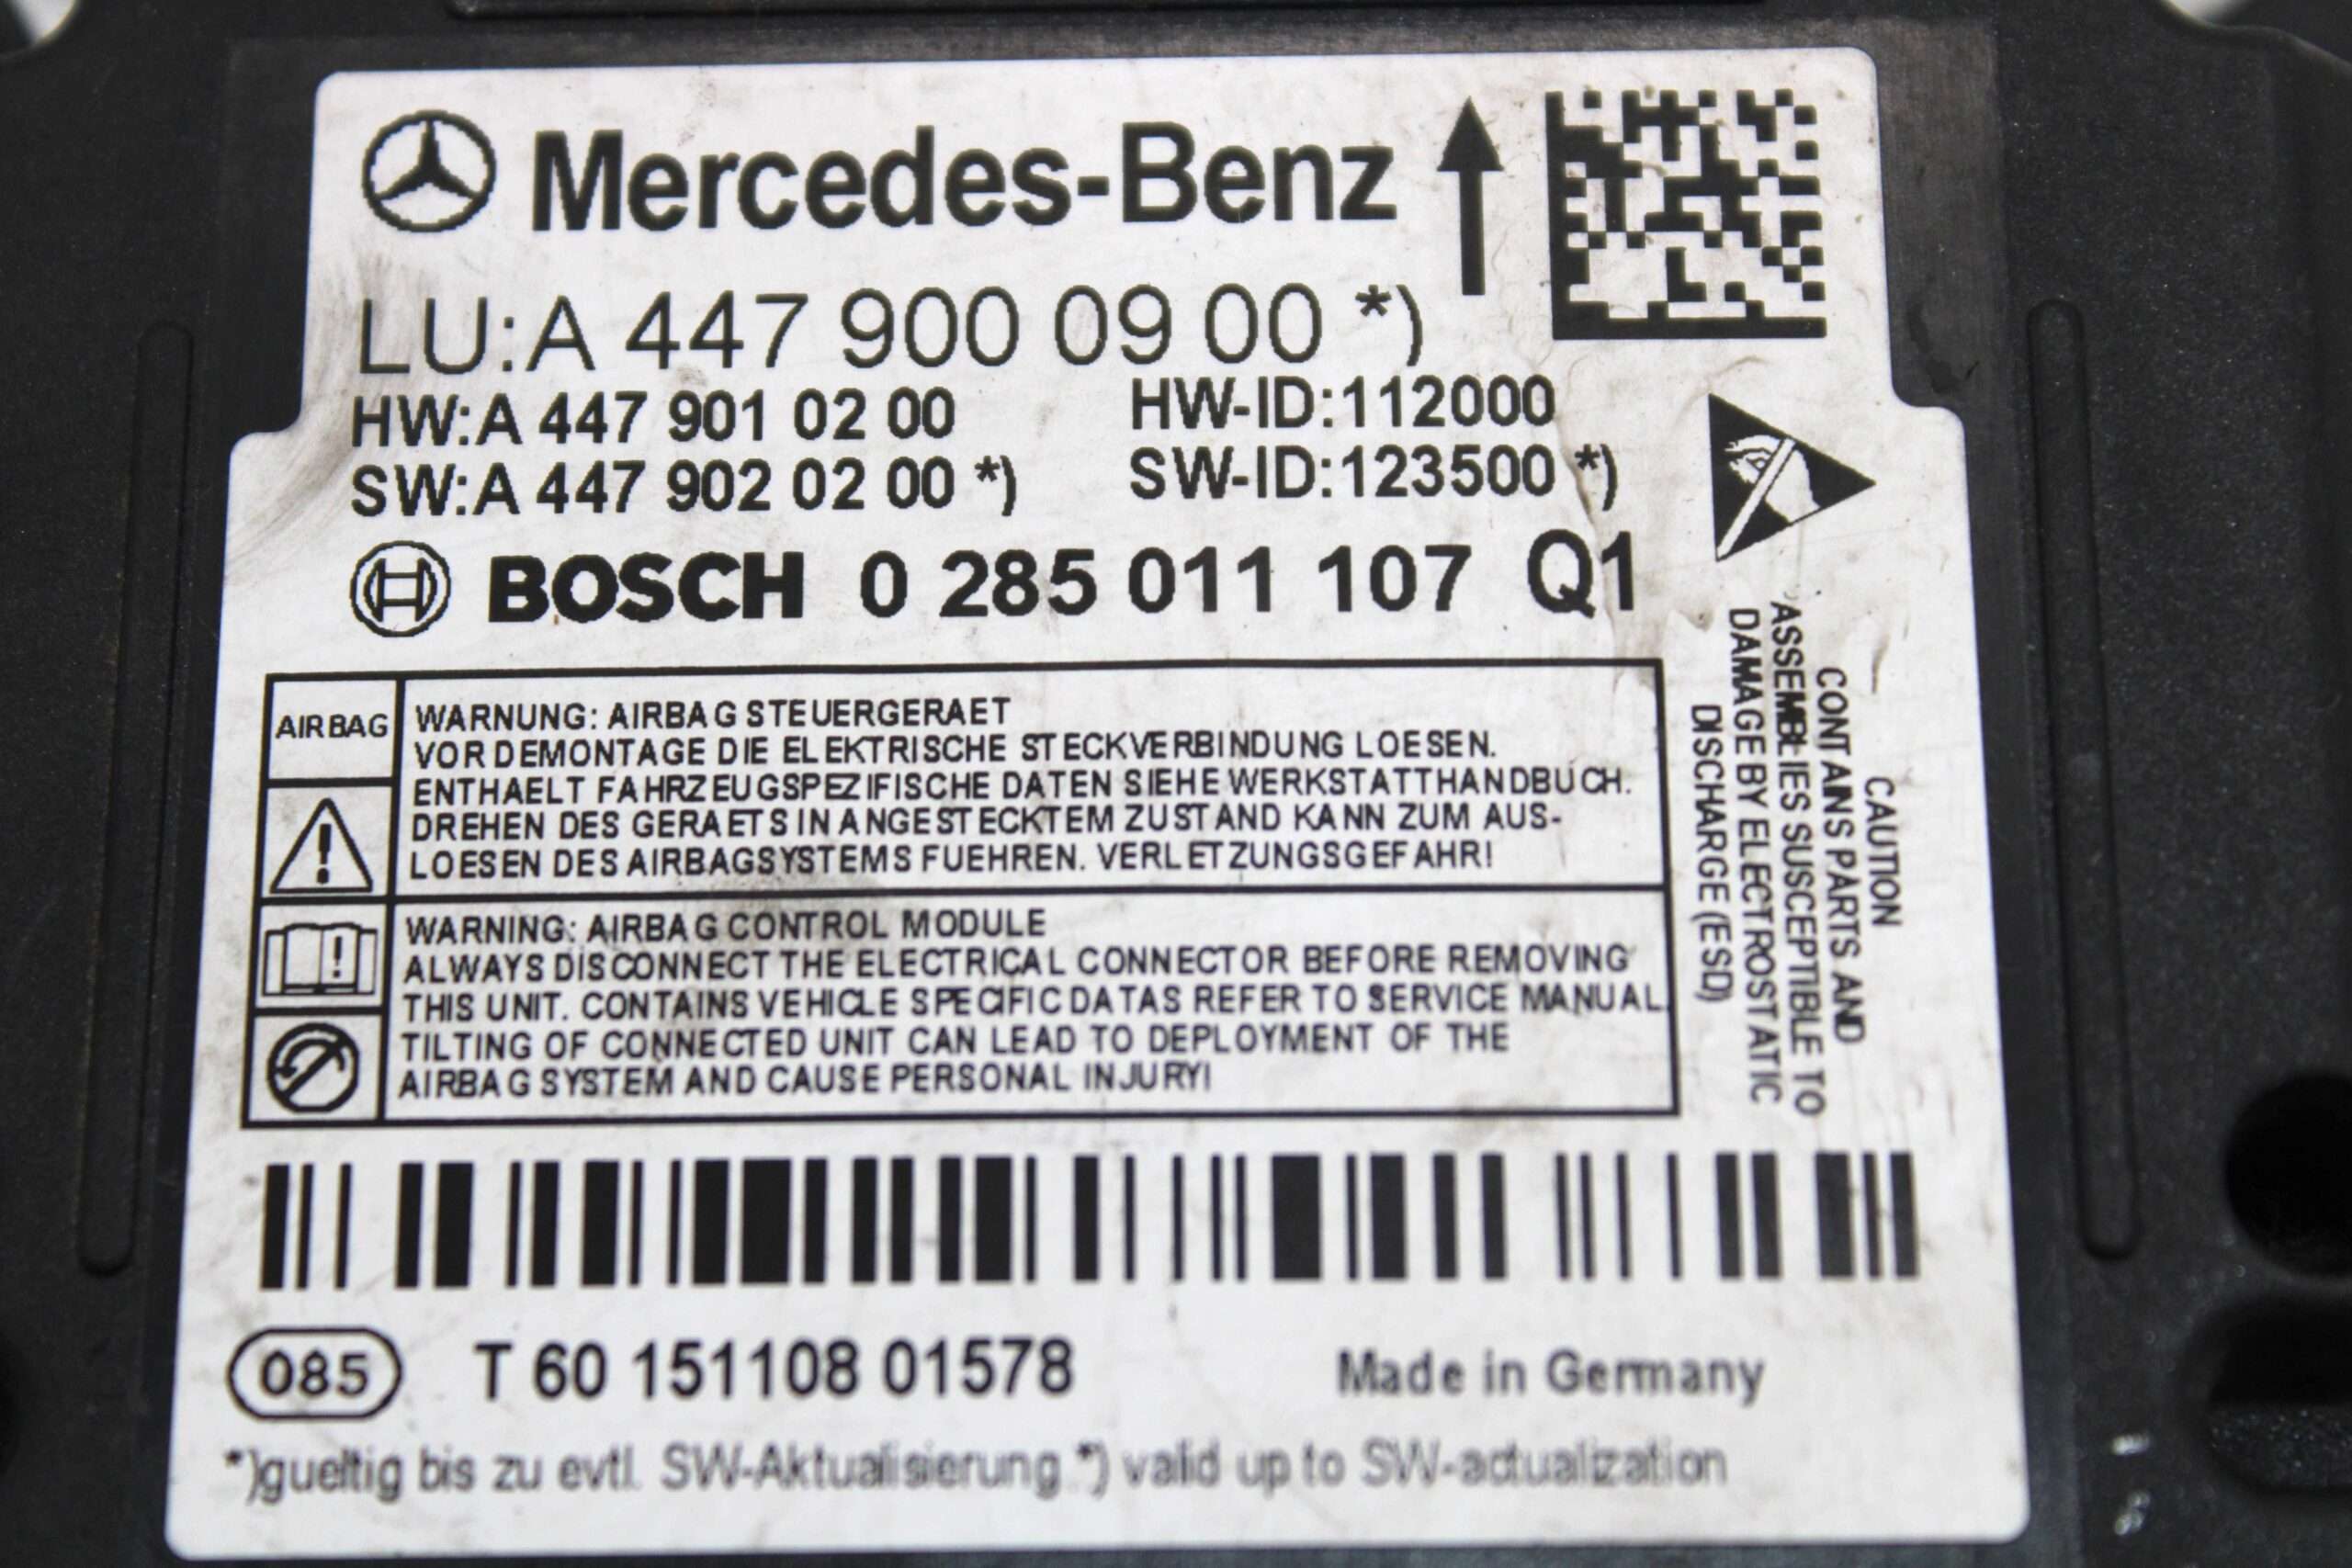 Mercedes-Benz
LU:A 447 900 09 00 *)
HW:A 447 901 02 00 HW-ID:112000
SW:A 447 902 02 00 *) SW-ID:123500 *)
BOSCH 0 285 011 107 Q1
AIRBAG
WARNUNG: AIRBAG STEUERGERAET
VOR DEMONTAGE DIE ELEKTRISCHE STECKVERBINDUNG LOESEN.
ENTHAELT FAHRZEUGSPEZIFISCHE DATEN SIEHE WERKSTATTHANDBUCH.
DREHEN DES GERAETS IN ANGESTECKTEM ZUSTAND KANN ZUM AUS-
LOESEN DES AIRBAGSYSTEMS FUEHREN. VERLETZUNGSGEFAHR!
WARNING: AIRBAG CONTROL MODULE
ALWAYS DISCONNECT THE ELECTRICAL CONNECTOR BEFORE REMOVING
THIS UNIT. CONTAINS VEHICLE SPECIFIC DATAS REFER TO SERVICE MANUAL.
TILTING OF CONNECTED UNIT CAN LEAD TO DEPLOYMENT OF THE
AIRBAG SYSTEM AND CAUSE PERSONAL INJURY!
CAUTION
CONTAINS PARTS AND
ASSEMBLIES SUSCEPTIBLE TO
DAMAGE BY ELECTROSTATIC
DISCHARGE (ESD)
085 T 60 151108 01578 Made in Germany
*)gueltig bis zu evtl. SW-Aktualisierung *) valid up to SW-actualization